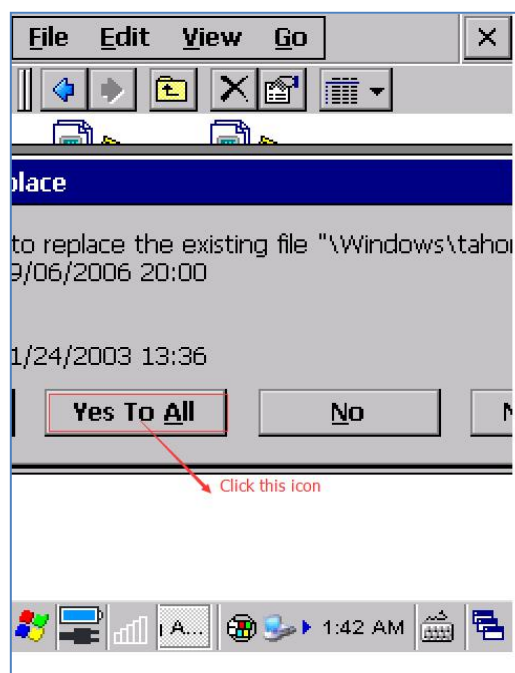 File Edit View Go
place
to replace the existing file "\Windows\taho
9/06/2006 20:00
1/24/2003 13:36
Yes To All No N
Click this icon
A... 1:42 AM